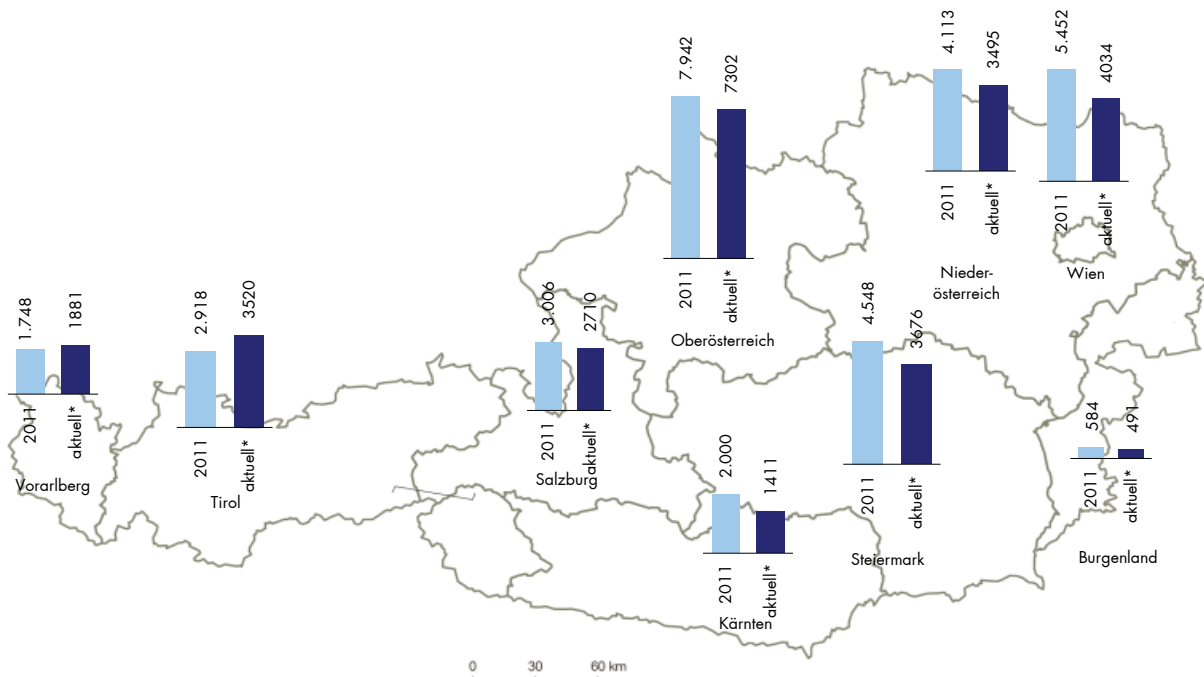 1.748
1881
2011
aktuell*
Vorarlberg
2.918
3520
2011
aktuell*
Tirol
3.006
2710
2011
aktuell*
Salzburg
7.942
7302
2011
aktuell*
Oberösterreich
4.113
3495
2011
aktuell*
Nieder-
österreich
5.452
4034
2011
aktuell*
Wien
2.000
1411
2011
aktuell*
Kärnten
4.548
3676
2011
aktuell*
Steiermark
584
491
2011
aktuell*
Burgenland
0 30 60 km